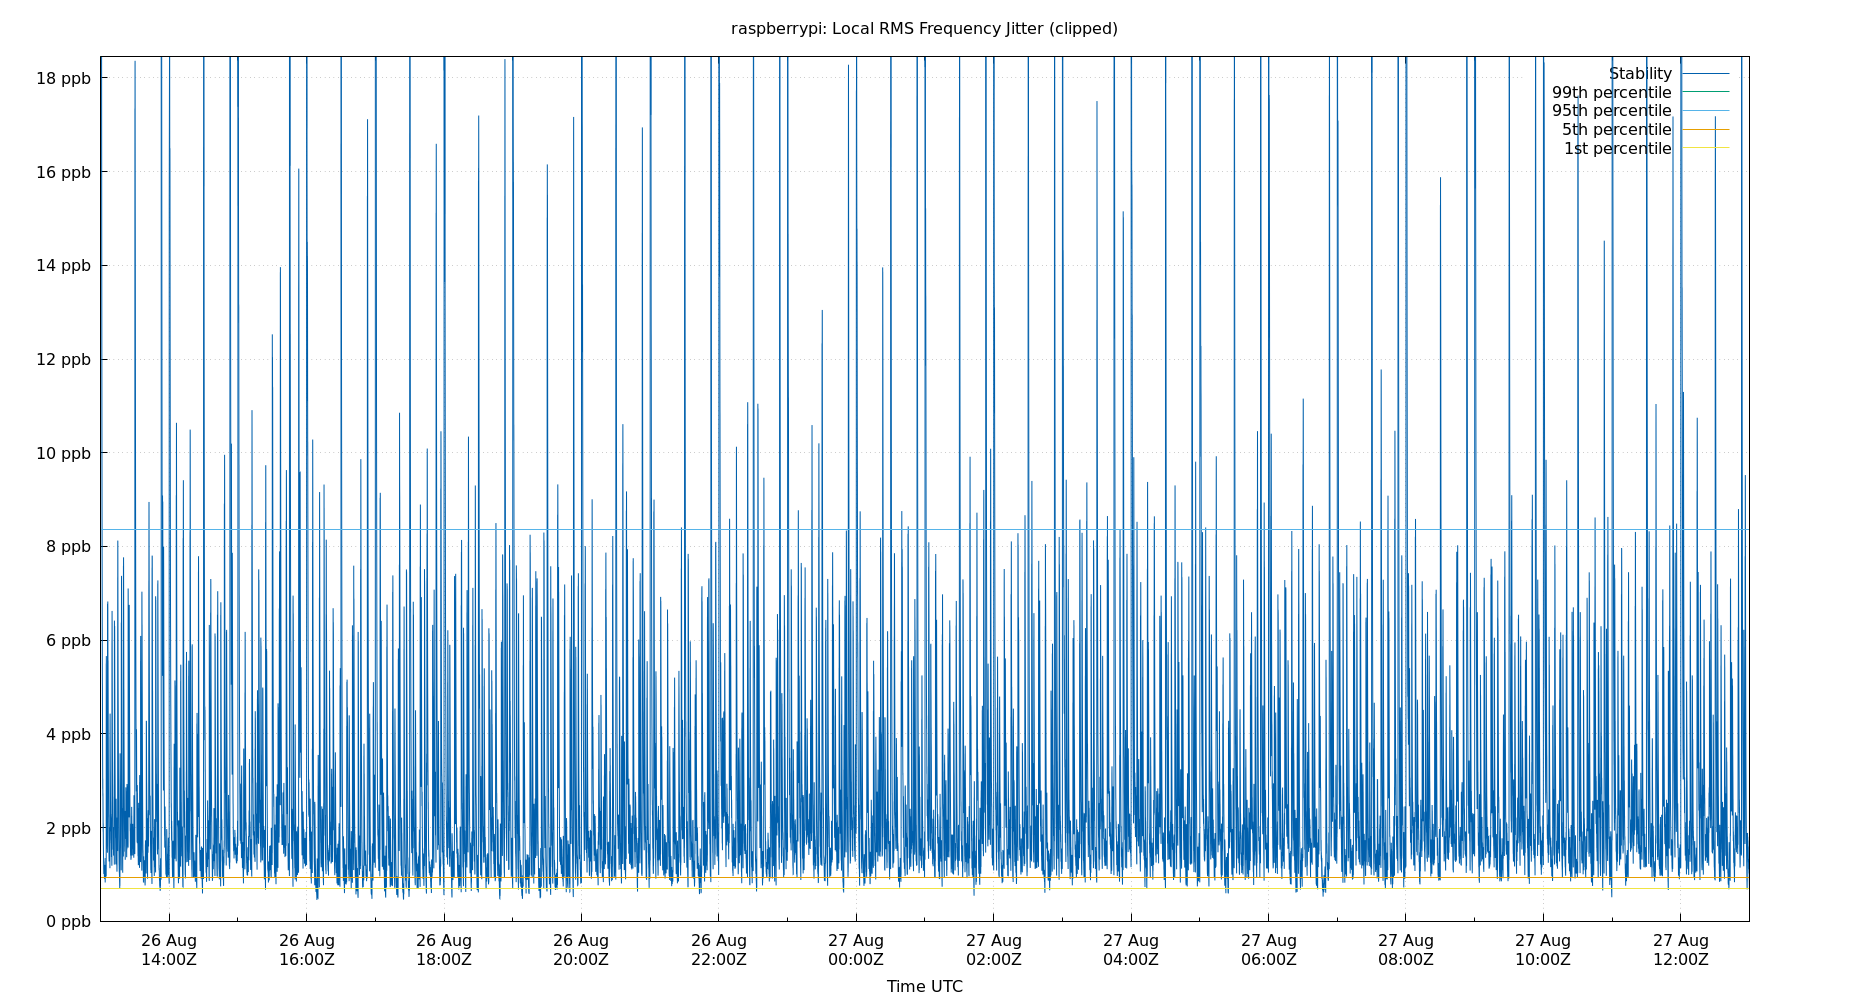 raspberrypi: Local RMS Frequency Jitter (clipped)
18 ppb
16 ppb
14 ppb
12 ppb
10 ppb
8 ppb
6 ppb
4 ppb
2 ppb
0 ppb
Stability
99th percentile
95th percentile
5th percentile
1st percentile
26 Aug 26 Aug 26 Aug 26 Aug 26 Aug 27 Aug 27 Aug 27 Aug 27 Aug 27 Aug 27 Aug 27 Aug
14:00Z 16:00Z 18:00Z 20:00Z 22:00Z 00:00Z 02:00Z 04:00Z 06:00Z 08:00Z 10:00Z 12:00Z
Time UTC